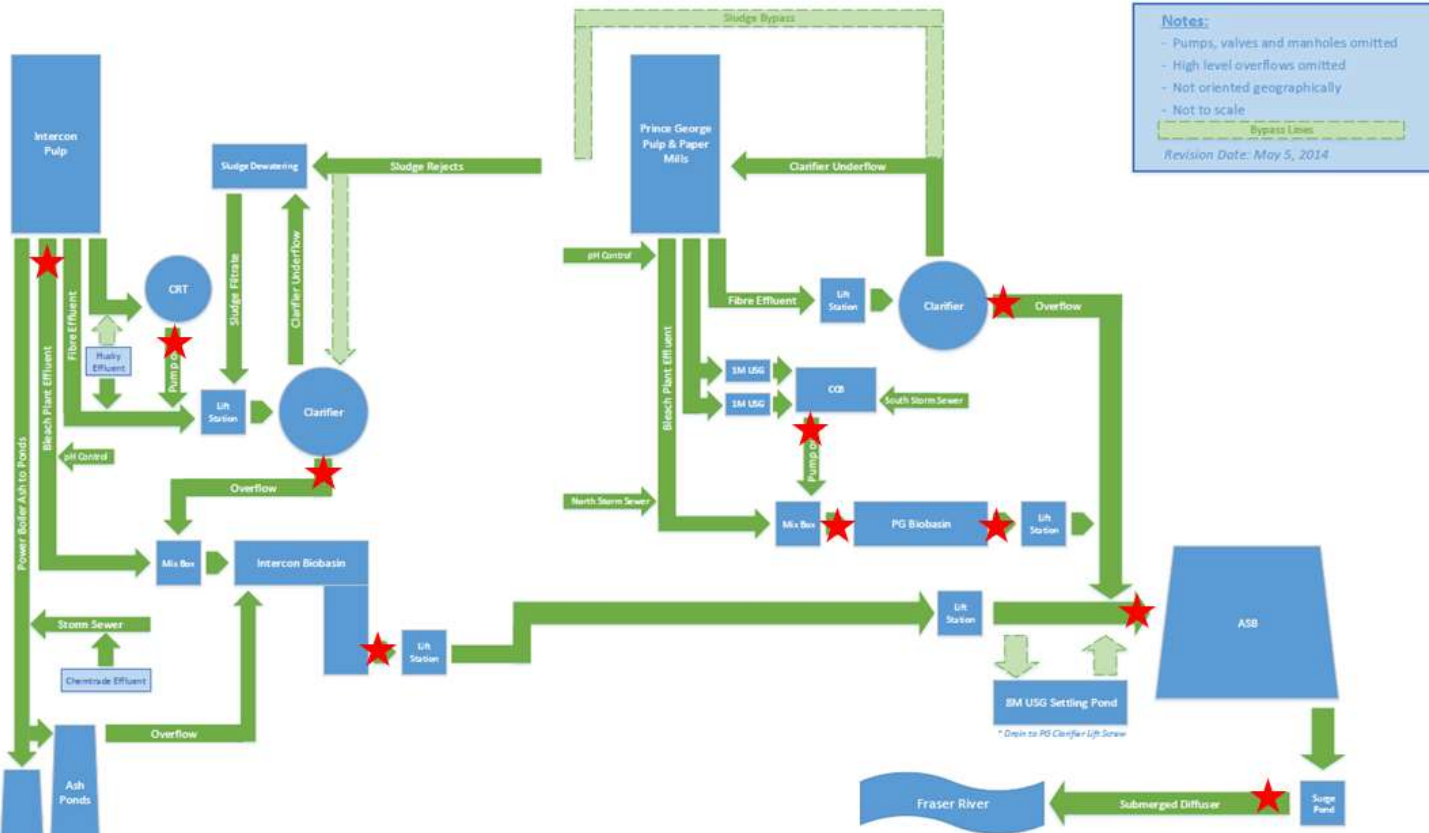 Sludge Bypass
Notes:
- Pumps, valves and manholes omitted
- High level overflows omitted
- Not oriented geographically
- Not to scale
Bypass Lines
Revision Date: May 5, 2014
Intercon
Pulp
Prince George
Pulp & Paper
Mills
Sludge Dewatering
Sludge Rejects
Clarifier Underflow
pH Control
CRT
Sludge Filtrate
Clarifier Underflow
Fibre Effluent
Lift
Station
Clarifier
Overflow
Husky
Effluent
Pump
Fibre Effluent
Bleach Plant Effluent
Power Boiler Ash to Ponds
Lift
Station
Clarifier
pH Control
Overflow
Bleach Plant Effluent
1M USG
1M USG
South Storm Sewer
Pump
North Storm Sewer
Mix Box
PG Biobasin
Lift
Station
Mix Box
Intercon Biobasin
Storm Sewer
Chemtrade Effluent
Lift
Station
Lift
Station
ASB
8M USG Settling Pond
* Drain to PG Clarifier Lift Screw
Overflow
Ash
Ponds
Fraser River
Submerged Diffuser
Surge
Pond